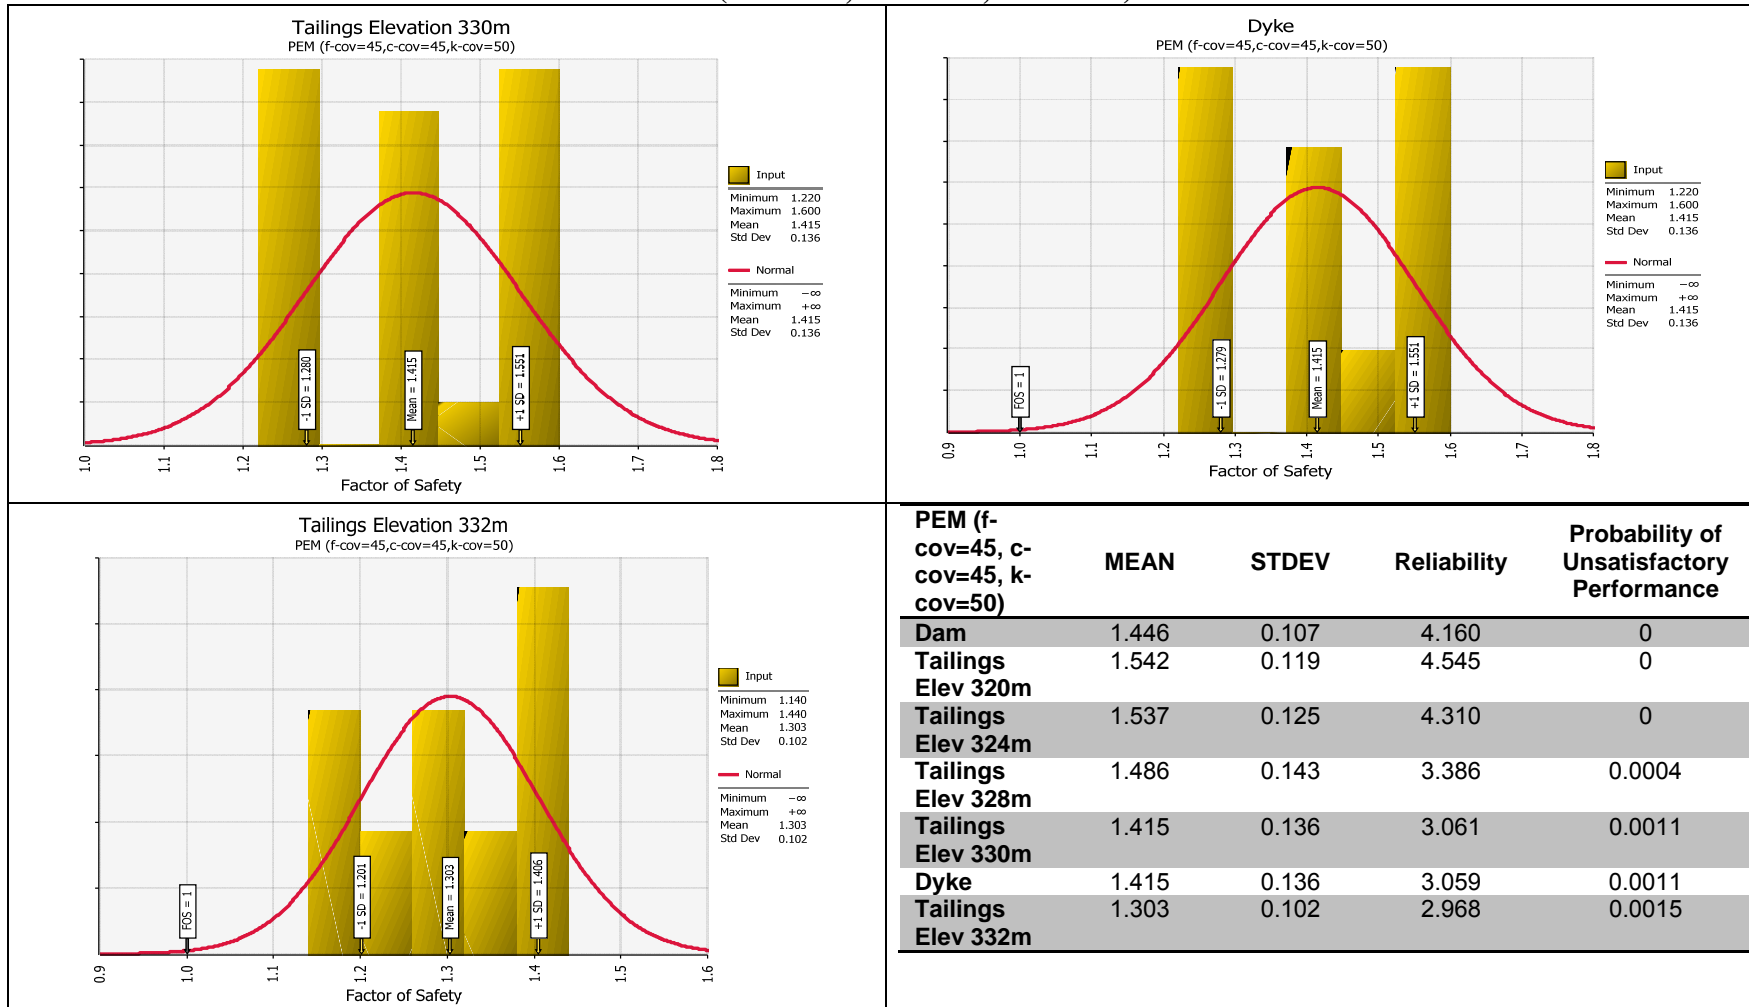 Tailings Elevation 330m
PEM (f-cov=45,c-cov=45,k-cov=50)
-1 SD = 1.280
Mean = 1.415
+1 SD = 1.551
1.0 1.1 1.2 1.3 1.4 1.5 1.6 1.7 1.8
Factor of Safety
Input
Minimum 1.220
Maximum 1.600
Mean 1.415
Std Dev 0.136
Normal
Minimum −∞
Maximum +∞
Mean 1.415
Std Dev 0.136
Dyke
PEM (f-cov=45,c-cov=45,k-cov=50)
FOS = 1
-1 SD = 1.279
Mean = 1.415
+1 SD = 1.551
0.9 1.0 1.1 1.2 1.3 1.4 1.5 1.6 1.7 1.8
Factor of Safety
Input
Minimum 1.220
Maximum 1.600
Mean 1.415
Std Dev 0.136
Normal
Minimum −∞
Maximum +∞
Mean 1.415
Std Dev 0.136
Tailings Elevation 332m
PEM (f-cov=45,c-cov=45,k-cov=50)
FOS = 1
-1 SD = 1.201
Mean = 1.303
+1 SD = 1.406
0.9 1.0 1.1 1.2 1.3 1.4 1.5 1.6
Factor of Safety
Input
Minimum 1.140
Maximum 1.440
Mean 1.303
Std Dev 0.102
Normal
Minimum −∞
Maximum +∞
Mean 1.303
Std Dev 0.102
PEM (f-
cov=45, c-
cov=45, k-
cov=50)
MEAN STDEV Reliability
Probability of
Unsatisfactory
Performance
Dam 1.446 0.107 4.160 0
Tailings 1.542 0.119 4.545 0
Elev 320m
Tailings 1.537 0.125 4.310 0
Elev 324m
Tailings 1.486 0.143 3.386 0.0004
Elev 328m
Tailings 1.415 0.136 3.061 0.0011
Elev 330m
Dyke 1.415 0.136 3.059 0.0011
Tailings 1.303 0.102 2.968 0.0015
Elev 332m